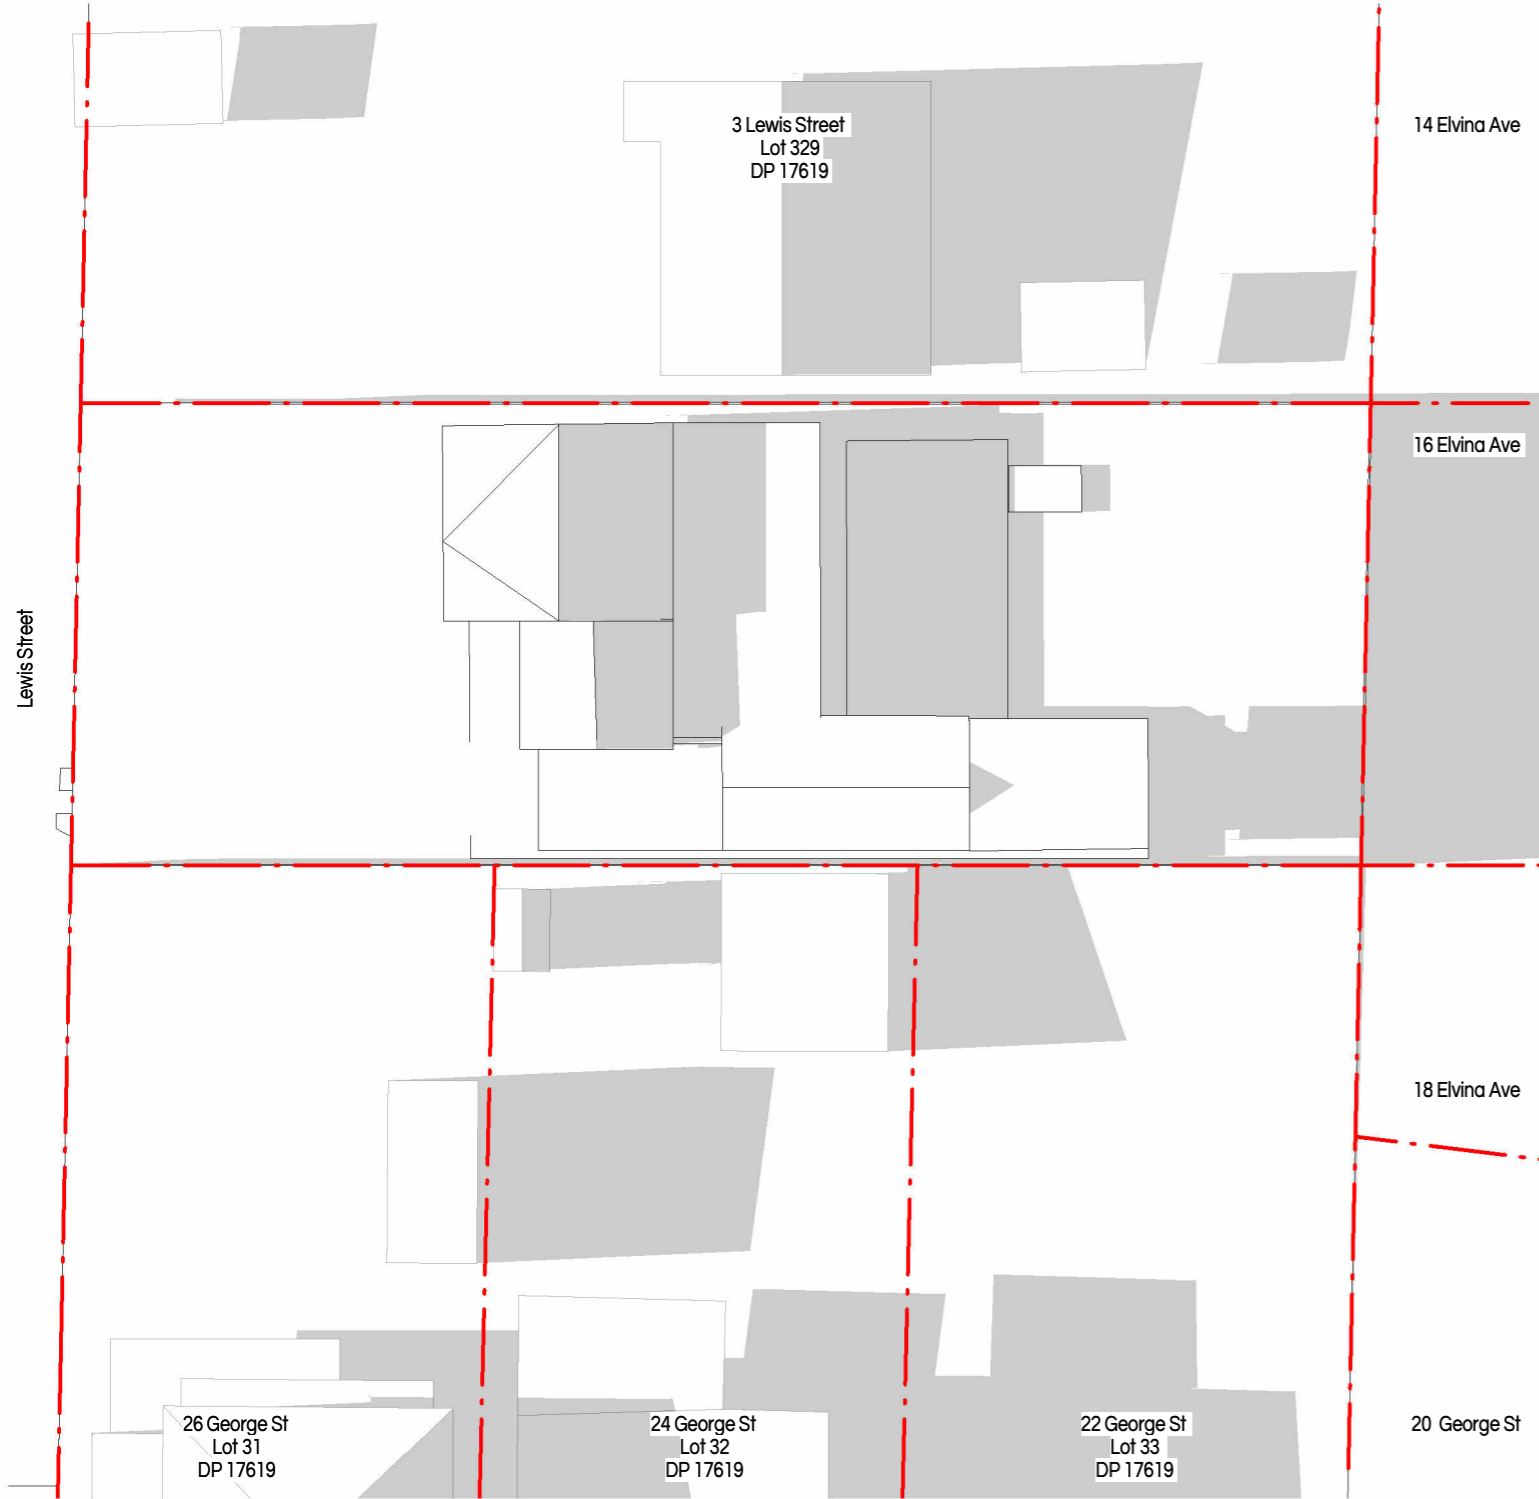 3 Lewis Street
Lot 329
DP 17619
14 Elvina Ave
16 Elvina Ave
Lewis Street
18 Elvina Ave
26 George St
Lot 31
DP 17619
24 George St
Lot 32
DP 17619
22 George St
Lot 33
DP 17619
20 George St